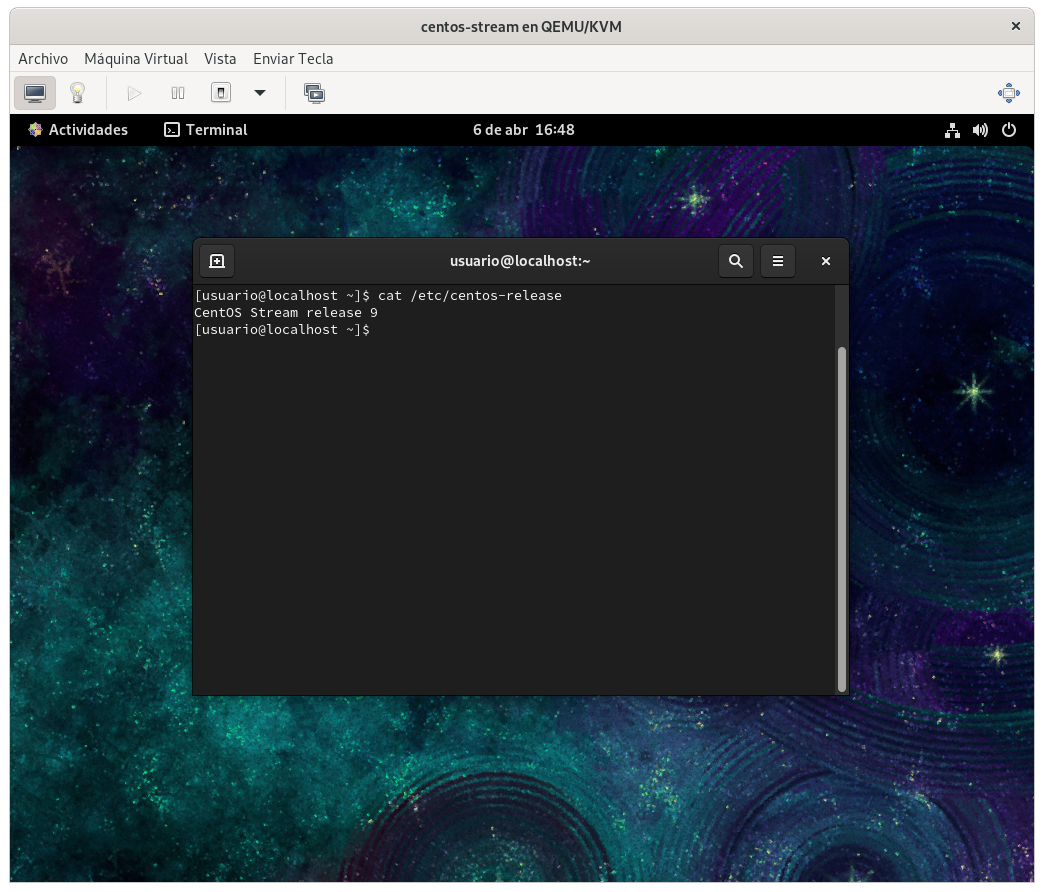 centos-stream en QEMU/KVM
Archivo Máquina Virtual Vista Enviar Tecla
Actividades Terminal 6 de abr 16:48
usuario@localhost:~
[usuario@localhost ~]$ cat /etc/centos-release
CentOS Stream release 9
[usuario@localhost ~]$